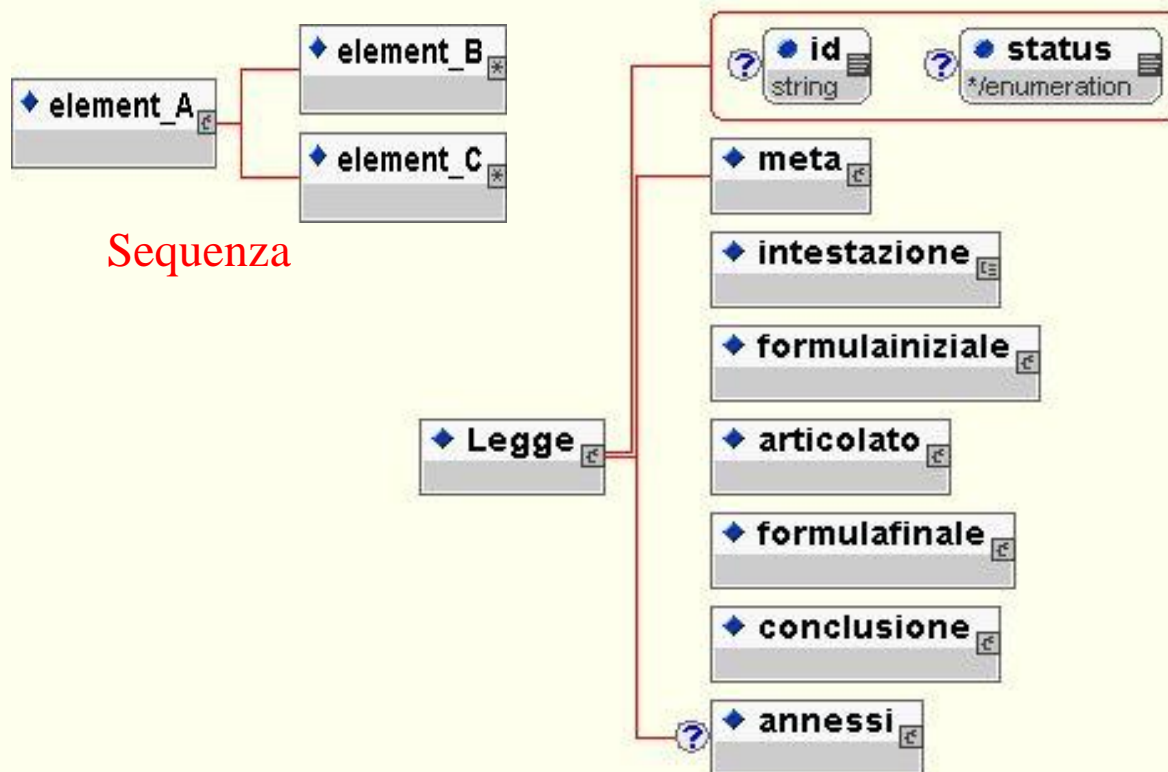 element_A
element_B
element_C
Sequenza
Legge
? id
string
? status
*/enumeration
meta
intestazione
formulainiziale
articolato
formulafinale
conclusione
? annessi